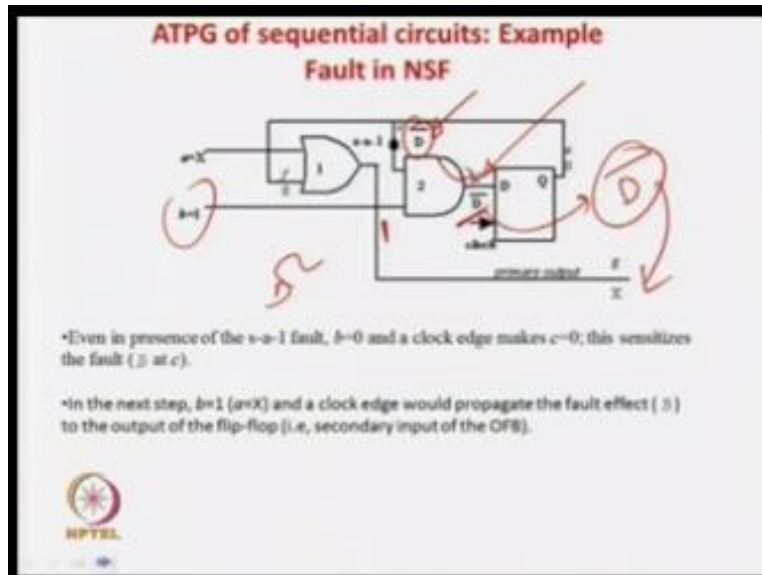 ATPG of sequential circuits: Example
Fault in NSF
a=X
b=1
s-a-1
D
1
2
D
D Q
D
clock
1
primary output
X
•Even in presence of the s-a-1 fault, b=0 and a clock edge makes c=0; this sensitizes
the fault ( at c).
•In the next step, b=1 (a=X) and a clock edge would propagate the fault effect ( )
to the output of the flip-flop (i.e, secondary input of the OFB).
NPTEL